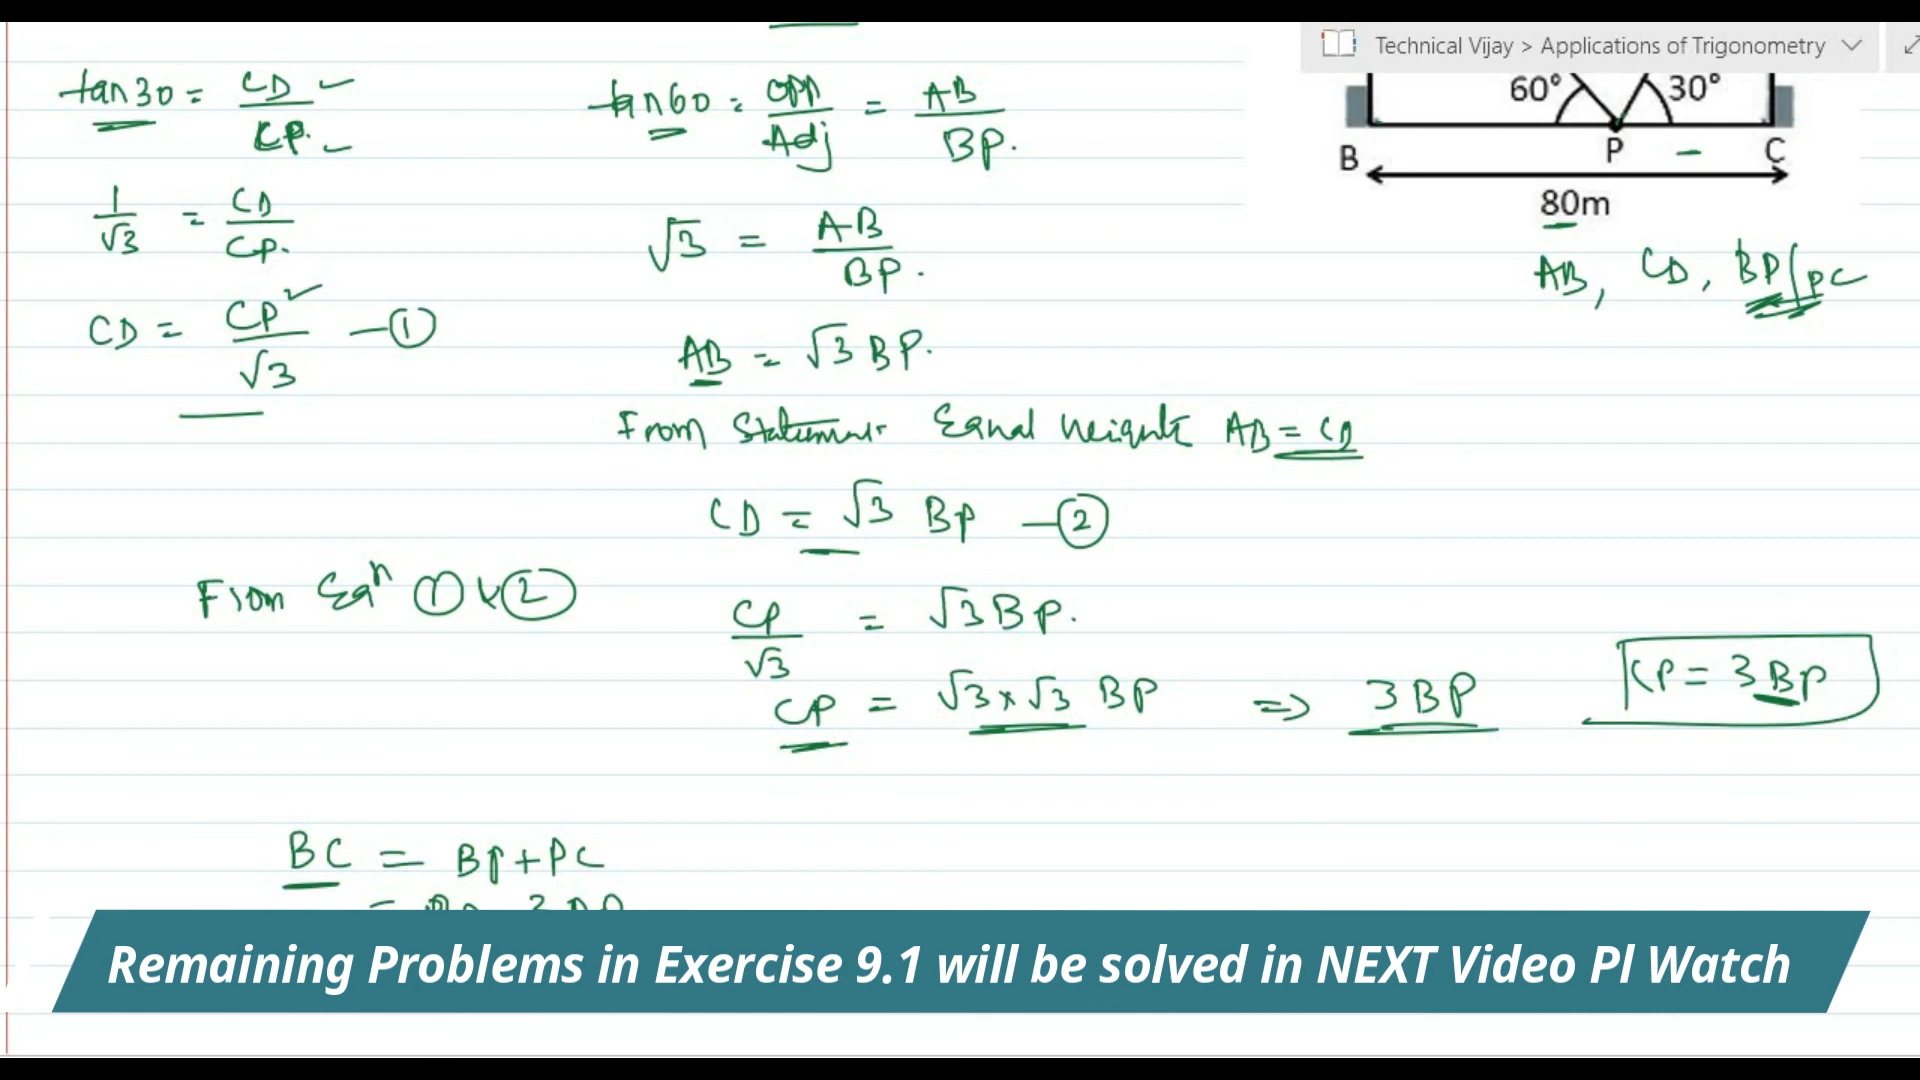 Technical Vijay > Applications of Trigonometry
60° 30°
B P C
80m
AB, CD, BP/PC
tan30 = CD/CP.
1/√3 = CD/CP.
CD = CP/√3 —①
tan60 = opp/Adj = AB/BP.
√3 = AB/BP.
AB = √3 BP.
From Statement Equal heights AB = CD
CD = √3 BP —②
From Eqn ① & ②
CP/√3 = √3BP.
CP = √3×√3 BP => 3BP
CP = 3BP
BC = BP+PC
Remaining Problems in Exercise 9.1 will be solved in NEXT Video Pl Watch